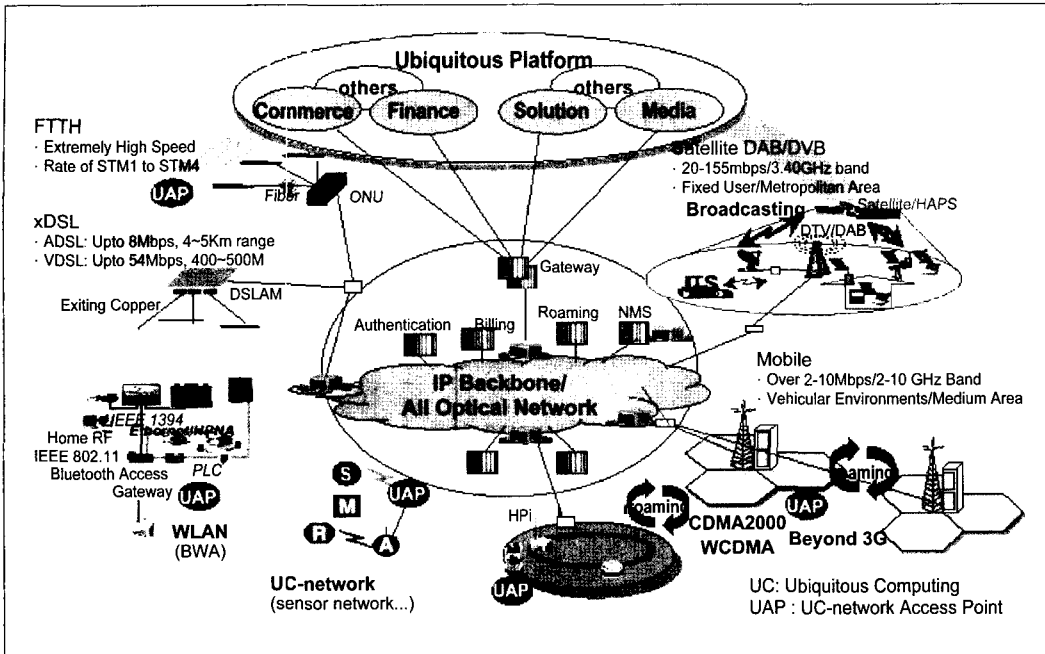 Ubiquitous Platform
others
others
Commerce
Finance
Solution
Media
FTTH
· Extremely High Speed
· Rate of STM1 to STM4
UAP
Fiber
ONU
Satellite DAB/DVB
· 20-155mbps/3.40GHz band
· Fixed User/Metropolitan Area
Broadcasting
Satellite/HAPS
DTV/DAB
ITS
xDSL
· ADSL: Upto 8Mbps, 4~5Km range
· VDSL: Upto 54Mbps, 400~500M
Exiting Copper
DSLAM
Gateway
Authentication
Billing
Roaming
NMS
IP Backbone/
All Optical Network
Mobile
· Over 2-10Mbps/2-10 GHz Band
· Vehicular Environments/Medium Area
IEEE 1394
Home RF
IEEE 802.11
PLC
Bluetooth Access
Gateway
UAP
WLAN
(BWA)
S
UAP
M
R
A
UC-network
(sensor network...)
HPi
UAP
roaming
CDMA2000
WCDMA
UAP
roaming
Beyond 3G
UC: Ubiquitous Computing
UAP : UC-network Access Point